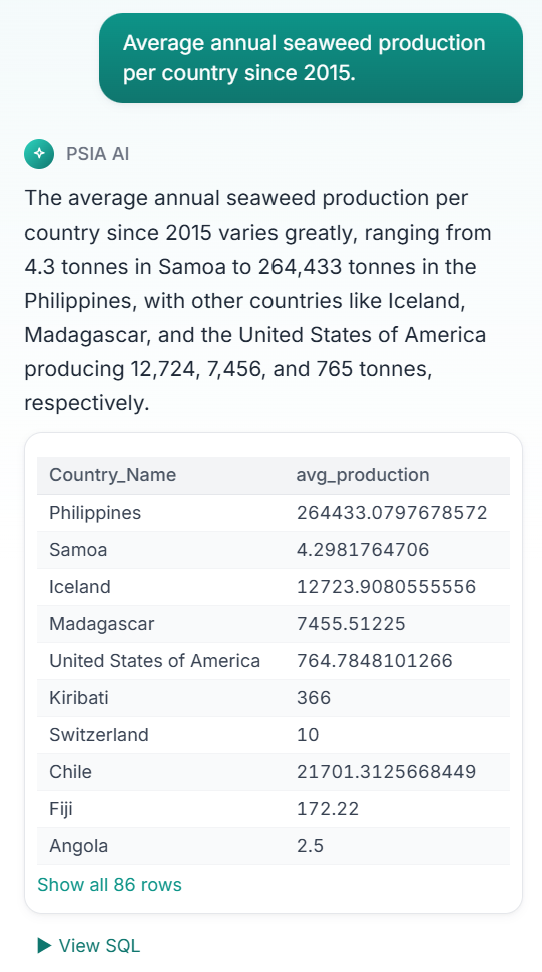 Average annual seaweed production
per country since 2015.
PSIA AI
The average annual seaweed production per
country since 2015 varies greatly, ranging from
4.3 tonnes in Samoa to 264,433 tonnes in the
Philippines, with other countries like Iceland,
Madagascar, and the United States of America
producing 12,724, 7,456, and 765 tonnes,
respectively.
Country_Name avg_production
Philippines 264433.0797678572
Samoa 4.2981764706
Iceland 12723.9080555556
Madagascar 7455.51225
United States of America 764.7848101266
Kiribati 366
Switzerland 10
Chile 21701.3125668449
Fiji 172.22
Angola 2.5
Show all 86 rows
▶ View SQL